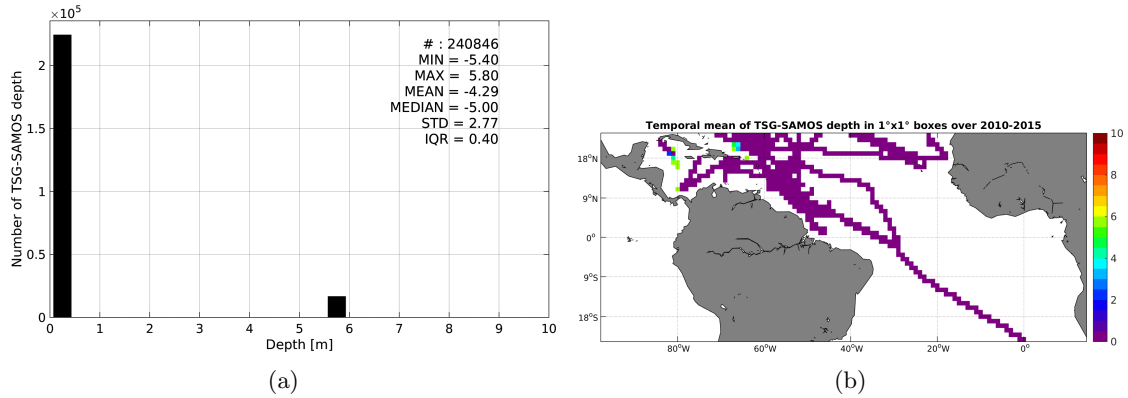 ×10⁵
Number of TSG-SAMOS depth
2
1.5
1
0.5
0
# : 240846
MIN = -5.40
MAX = 5.80
MEAN = -4.29
MEDIAN = -5.00
STD = 2.77
IQR = 0.40
0 1 2 3 4 5 6 7 8 9 10
Depth [m]
(a)
Temporal mean of TSG-SAMOS depth in 1°x1° boxes over 2010-2015
18°N
9°N
0°
9°S
18°S
80°W 60°W 40°W 20°W 0°
10
8
6
4
2
0
(b)